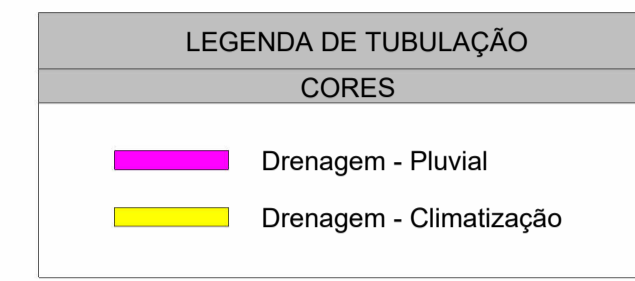 LEGENDA DE TUBULAÇÃO
CORES
Drenagem - Pluvial
Drenagem - Climatização